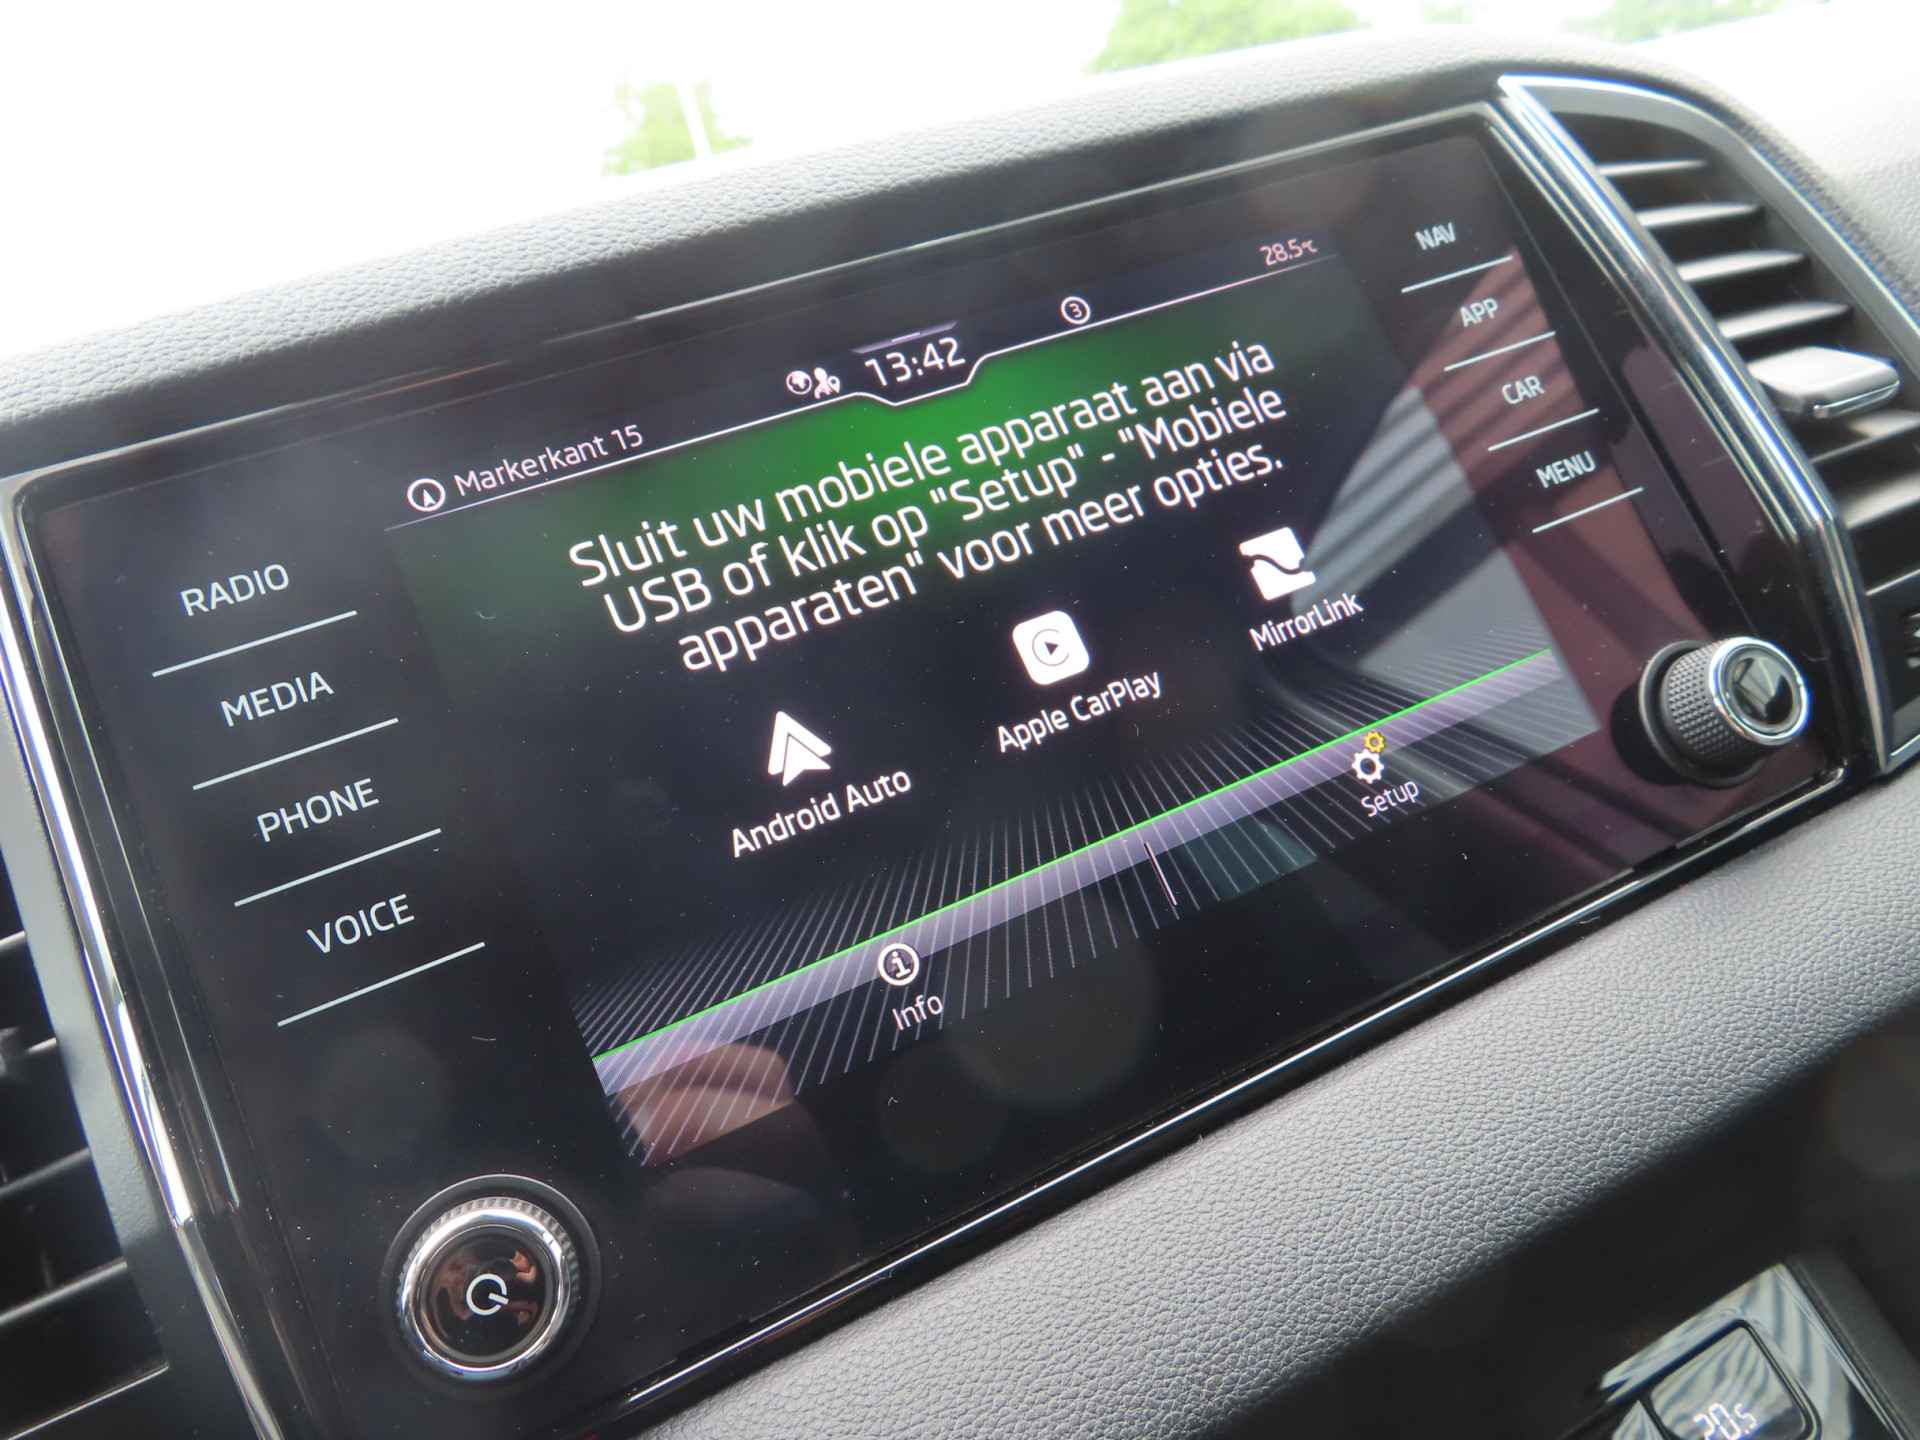 28.5°C
3
13:42
Markerkant 15
Sluit uw mobiele apparaat aan via
USB of klik op "Setup" - "Mobiele
apparaten" voor meer opties.
Android Auto
Apple CarPlay
MirrorLink
Info
Setup
RADIO
MEDIA
PHONE
VOICE
NAV
APP
CAR
MENU
20.5